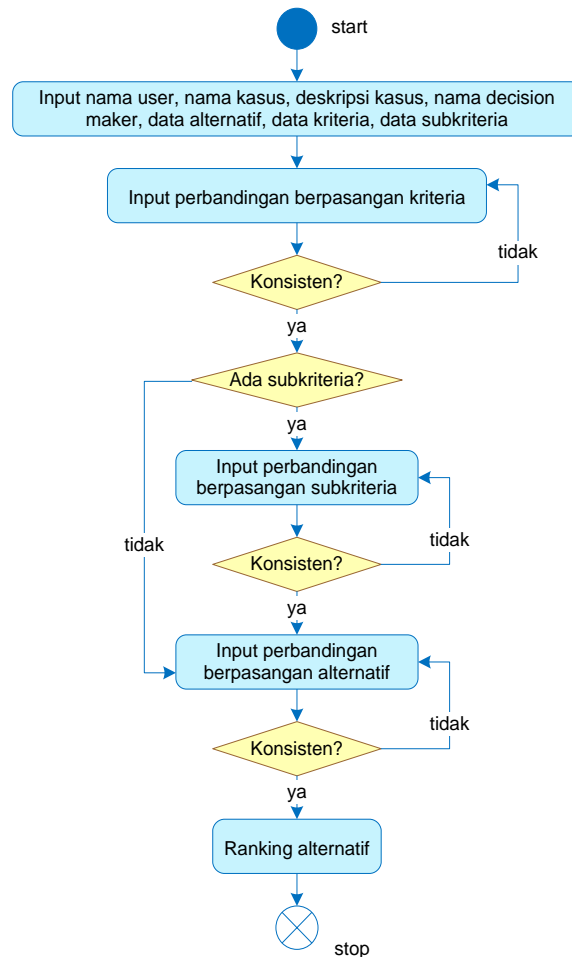 start
Input nama user, nama kasus, deskripsi kasus, nama decision
maker, data alternatif, data kriteria, data subkriteria
Input perbandingan berpasangan kriteria
tidak
Konsisten?
ya
Ada subkriteria?
ya
Input perbandingan
berpasangan subkriteria
tidak
tidak
Konsisten?
ya
Input perbandingan
berpasangan alternatif
tidak
Konsisten?
ya
Ranking alternatif
stop